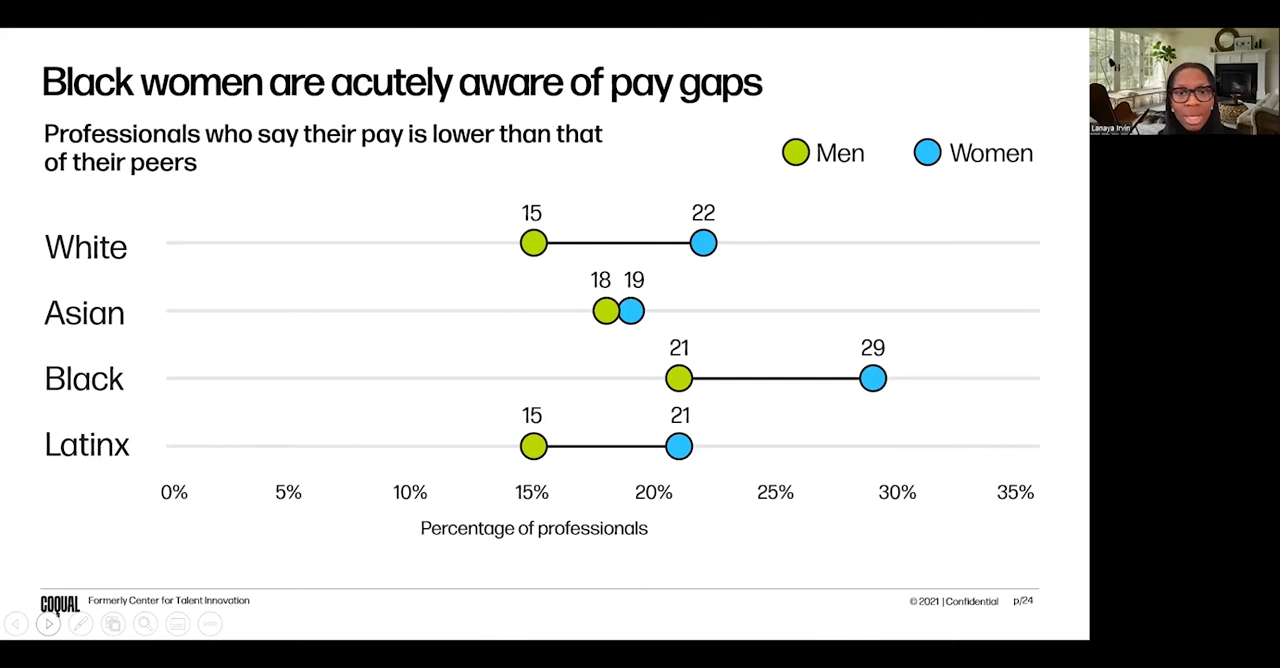 Black women are acutely aware of pay gaps
Professionals who say their pay is lower than that
of their peers
Men
Women
White
15
22
Asian
18
19
Black
21
29
Latinx
15
21
0%
5%
10%
15%
20%
25%
30%
35%
Percentage of professionals
COQUAL
Formerly Center for Talent Innovation
© 2021 | Confidential
p/24
Lanaya Irvin